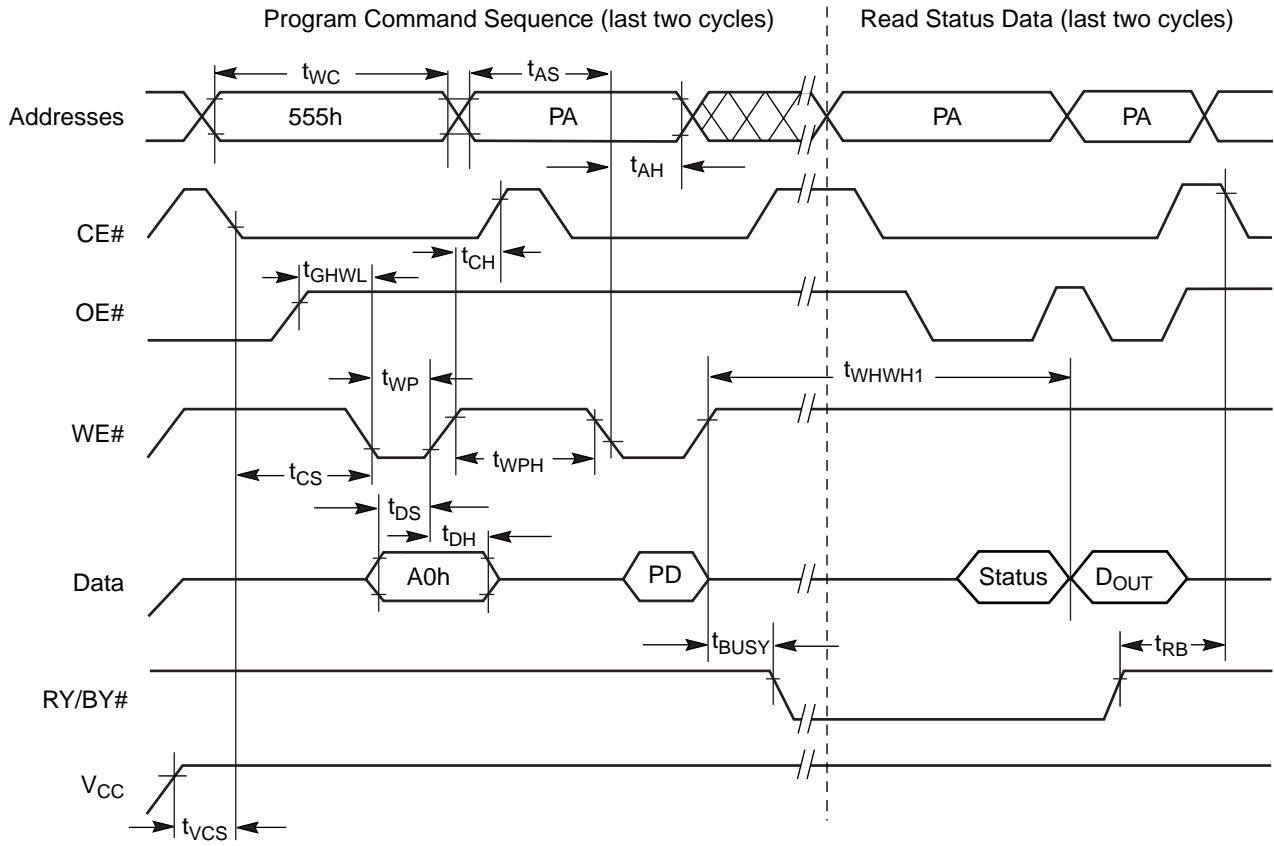 Program Command Sequence (last two cycles)
Read Status Data (last two cycles)
tWC
tAS
Addresses
555h
PA
PA
PA
tAH
CE#
tCH
tGHWL
OE#
tWP
tWHWH1
WE#
tCS
tWPH
tDS
tDH
Data
A0h
PD
Status
DOUT
tBUSY
tRB
RY/BY#
VCC
tVCS